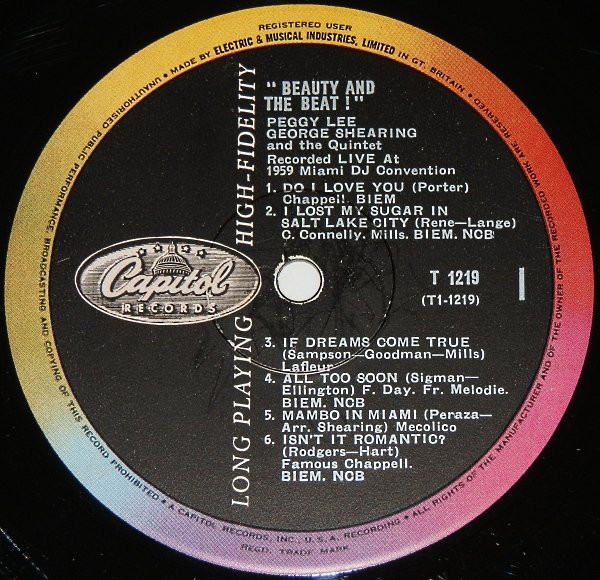 REGISTERED USER
UNAUTHORISED PUBLIC PERFORMANCE, BROADCASTING AND COPYING OF THIS RECORD PROHIBITED • A CAPITOL RECORDS, INC., U.S.A. RECORDING • ALL RIGHTS OF THE MANUFACTURER AND OF THE OWNER OF THE RECORDED WORK ARE RESERVED
• MADE BY ELECTRIC & MUSICAL INDUSTRIES, LIMITED IN GT. BRITAIN. •
REGD. TRADE MARK
LONG PLAYING HIGH-FIDELITY
Capitol
RECORDS
" BEAUTY AND
THE BEAT ! "
PEGGY LEE
GEORGE SHEARING
and the Quintet
Recorded LIVE At
1959 Miami DJ Convention
1. DO I LOVE YOU (Porter)
Chappell. BIEM
2. I LOST MY SUGAR IN
SALT LAKE CITY (Rene—Lange)
O. Connelly. Mills. BIEM. NCB
T 1219
(T1-1219)
1
3. IF DREAMS COME TRUE
(Sampson—Goodman—Mills)
Lafleur
4. ALL TOO SOON (Sigman—
Ellington) F. Day. Fr. Melodie.
BIEM. NCB
5. MAMBO IN MIAMI (Peraza—
Arr. Shearing) Mecolico
6. ISN'T IT ROMANTIC?
(Rodgers—Hart)
Famous Chappell.
BIEM. NCB